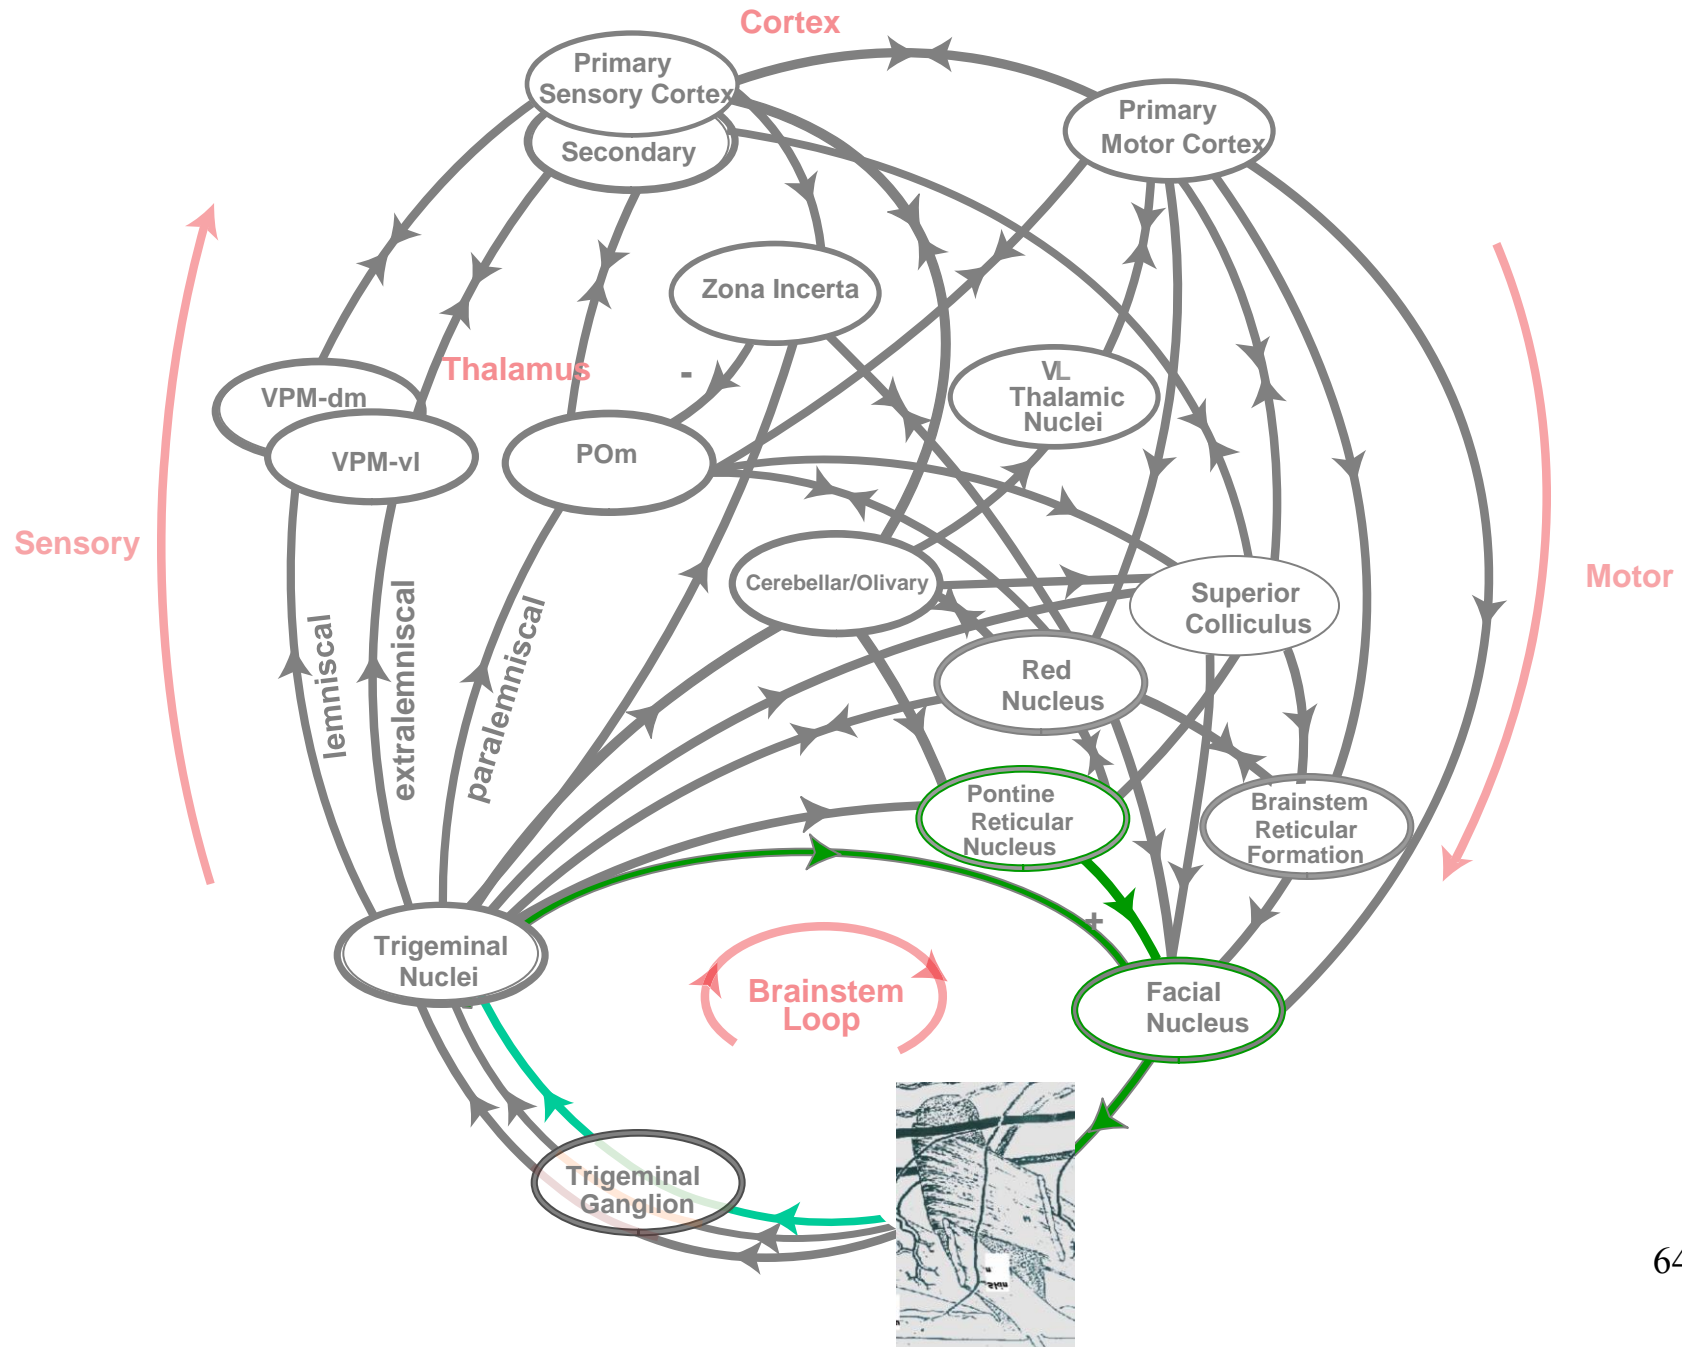 Cortex
Primary
Sensory Cortex
Secondary
Primary
Motor Cortex
Zona Incerta
Thalamus
-
VL
Thalamic
Nuclei
VPM-dm
VPM-vl
POm
Sensory
Motor
Cerebellar/Olivary
Superior
Colliculus
lemniscal
extralemniscal
paralemniscal
Red
Nucleus
Pontine
Reticular
Nucleus
Brainstem
Reticular
Formation
+
Trigeminal
Nuclei
Brainstem
Loop
Facial
Nucleus
Trigeminal
Ganglion
64